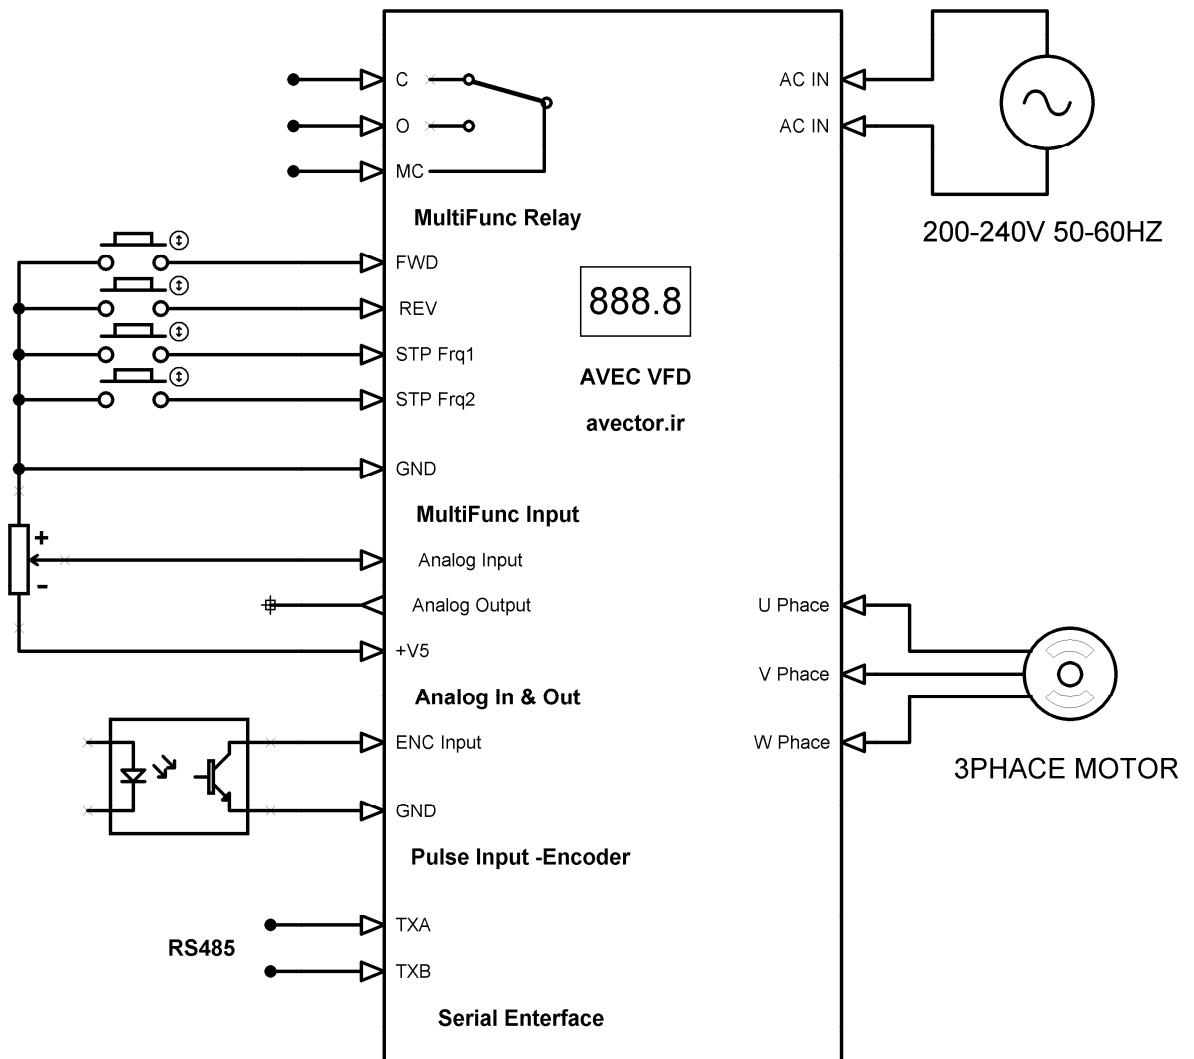 C
AC IN
O
AC IN
MC
MultiFunc Relay
200-240V 50-60HZ
FWD
REV
888.8
STP Frq1
AVEC VFD
STP Frq2
avector.ir
GND
MultiFunc Input
+
Analog Input
-
Analog Output
U Phace
+V5
V Phace
Analog In & Out
ENC Input
W Phace
3PHACE MOTOR
GND
Pulse Input -Encoder
TXA
RS485
TXB
Serial Enterface